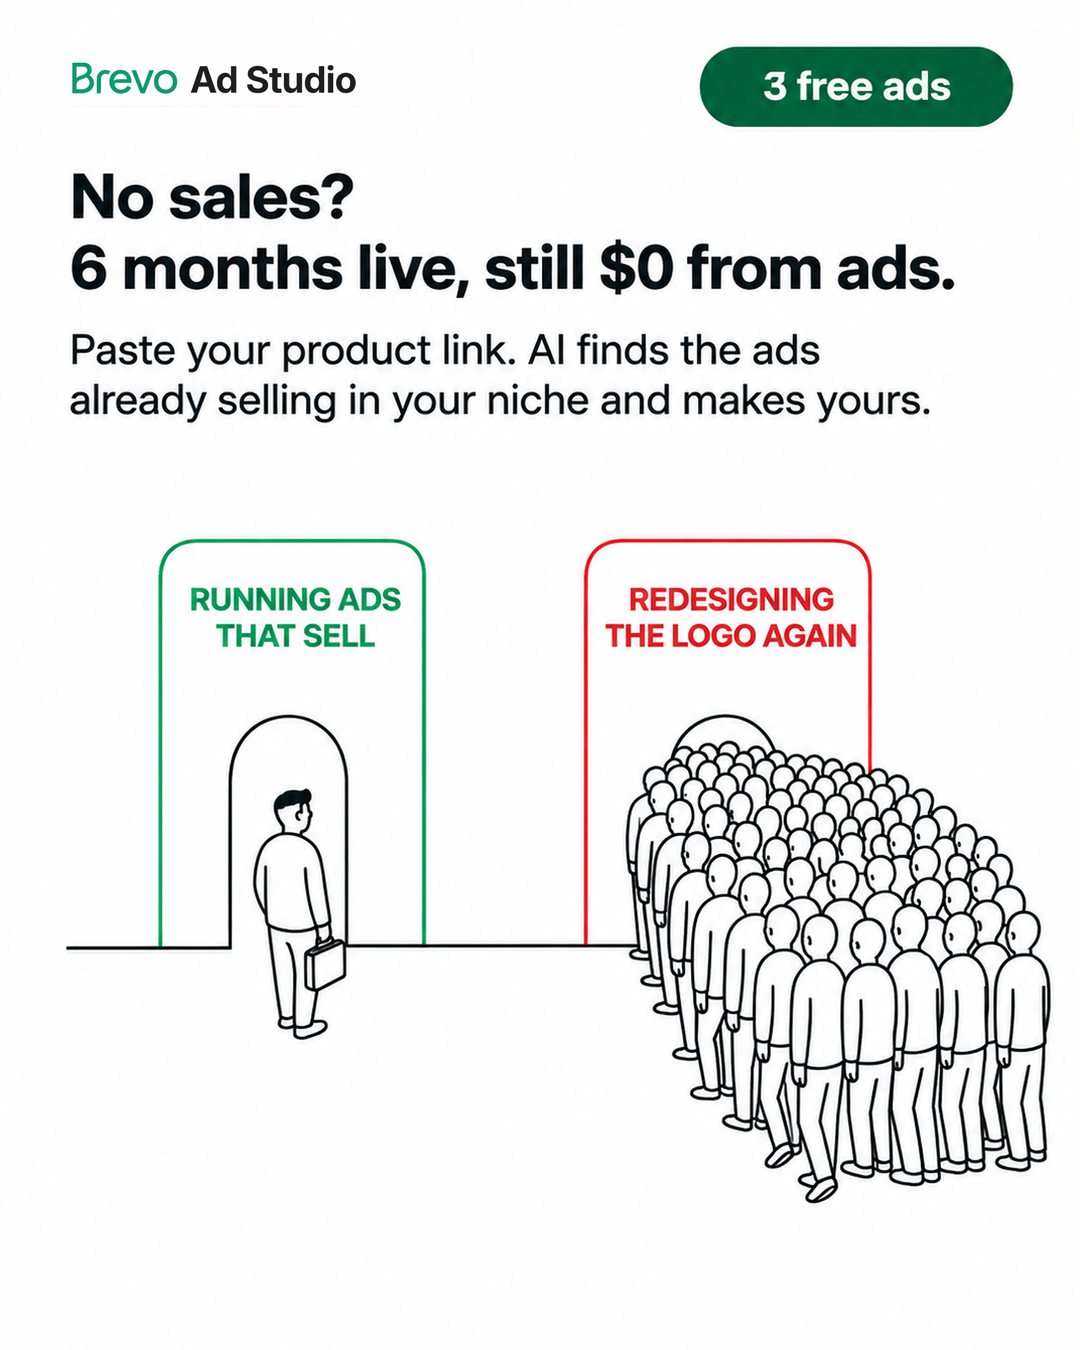 Brevo Ad Studio
3 free ads
No sales?
6 months live, still $0 from ads.
Paste your product link. AI finds the ads
already selling in your niche and makes yours.
RUNNING ADS
THAT SELL
REDESIGNING
THE LOGO AGAIN